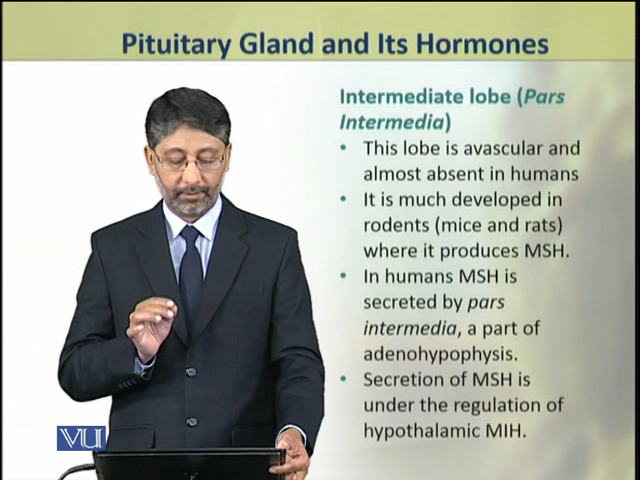 Pituitary Gland and Its Hormones
Intermediate lobe (Pars
Intermedia)
• This lobe is avascular and
almost absent in humans
• It is much developed in
rodents (mice and rats)
where it produces MSH.
• In humans MSH is
secreted by pars
intermedia, a part of
adenohypophysis.
• Secretion of MSH is
under the regulation of
hypothalamic MIH.
VU